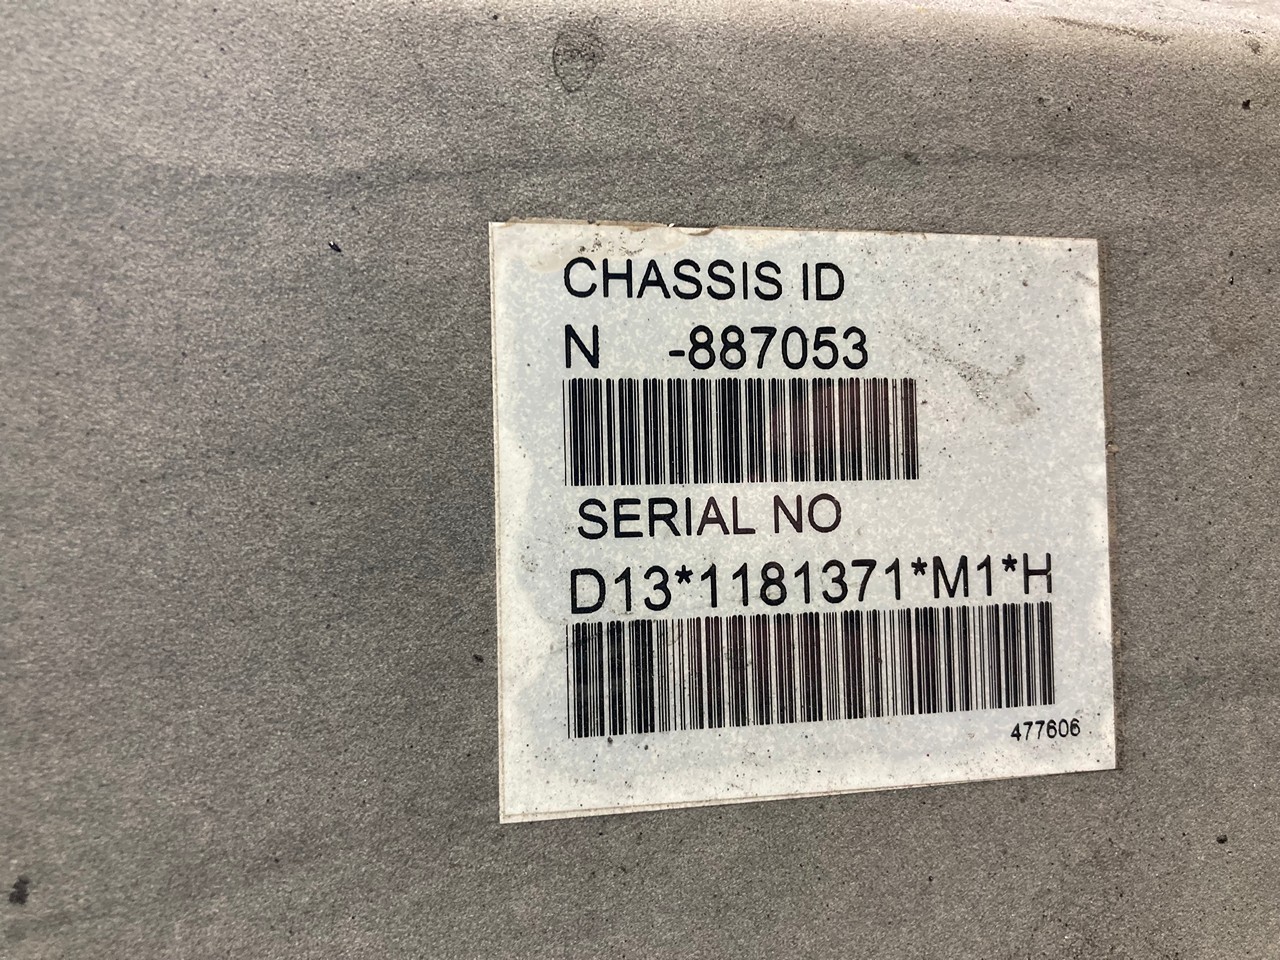 CHASSIS ID
N -887053
SERIAL NO
D13*1181371*M1*H
477606